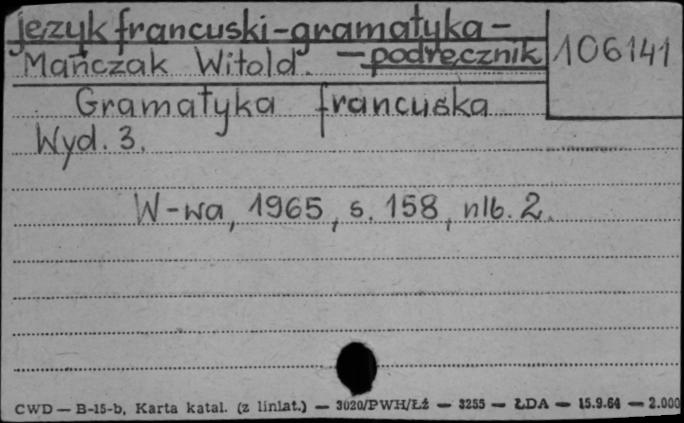 język francuski-gramatyka-
-podręcznik
106141
Mańczak Witold.
Gramatyka francuska
Wyd. 3.
W-wa, 1965, s. 158, nlb. 2.
CWD — B-15-b, Karta katal. (z liniat.) — 3020/PWH/Łź — 3255 — ŁDA — 15.9.64 — 2.000